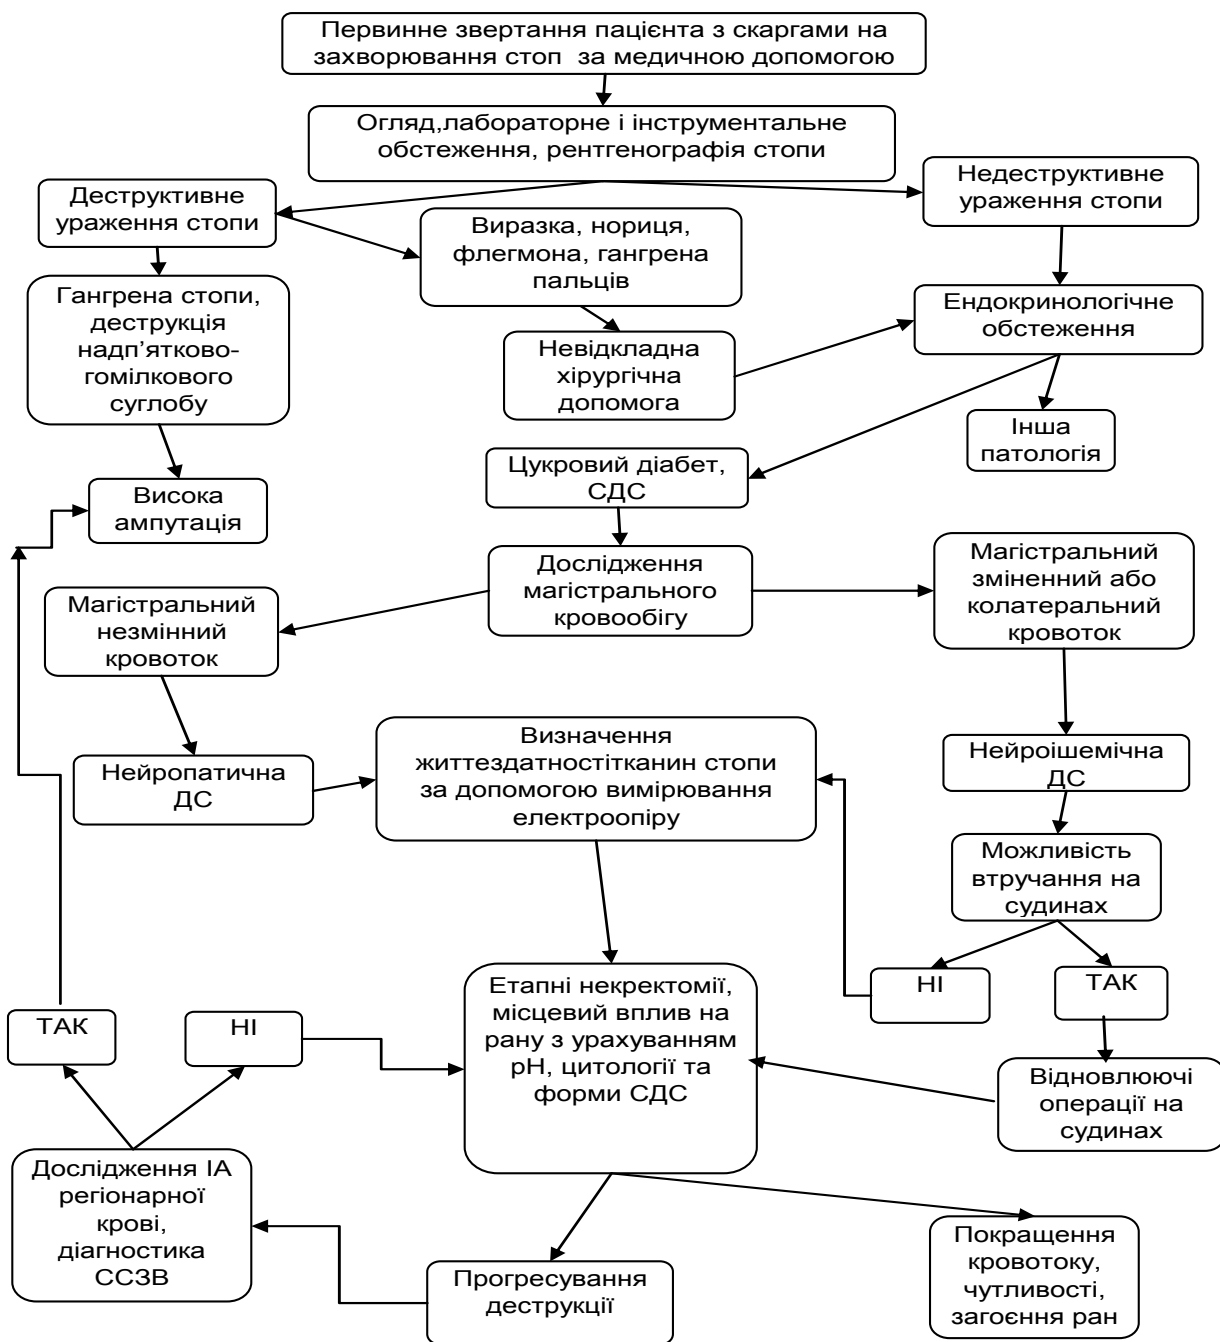 Первинне звертання пацієнта з скаргами на
захворювання стоп за медичною допомогою
Огляд,лабораторне і інструментальне
обстеження, рентгенографія стопи
Деструктивне
ураження стопи
Недеструктивне
ураження стопи
Виразка, нориця,
флегмона, гангрена
пальців
Гангрена стопи,
деструкція
надп’ятково-
гомілкового
суглобу
Ендокринологічне
обстеження
Невідкладна
хірургічна
допомога
Інша
патологія
Цукровий діабет,
СДС
Висока
ампутація
Дослідження
магістрального
кровообігу
Магістральний
зміненний або
колатеральний
кровоток
Магістральний
незмінний
кровоток
Визначення
життездатностітканин стопи
за допомогою вимірювання
електроопіру
Нейропатична
ДС
Нейроішемічна
ДС
Можливість
втручання на
судинах
НІ
ТАК
Етапні некректомії,
місцевий вплив на
рану з урахуванням
рН, цитології та
форми СДС
ТАК
НІ
Відновлюючі
операції на
судинах
Дослідження ІА
регіонарної
крові,
діагностика
ССЗВ
Прогресування
деструкції
Покращення
кровотоку,
чутливості,
загоєння ран